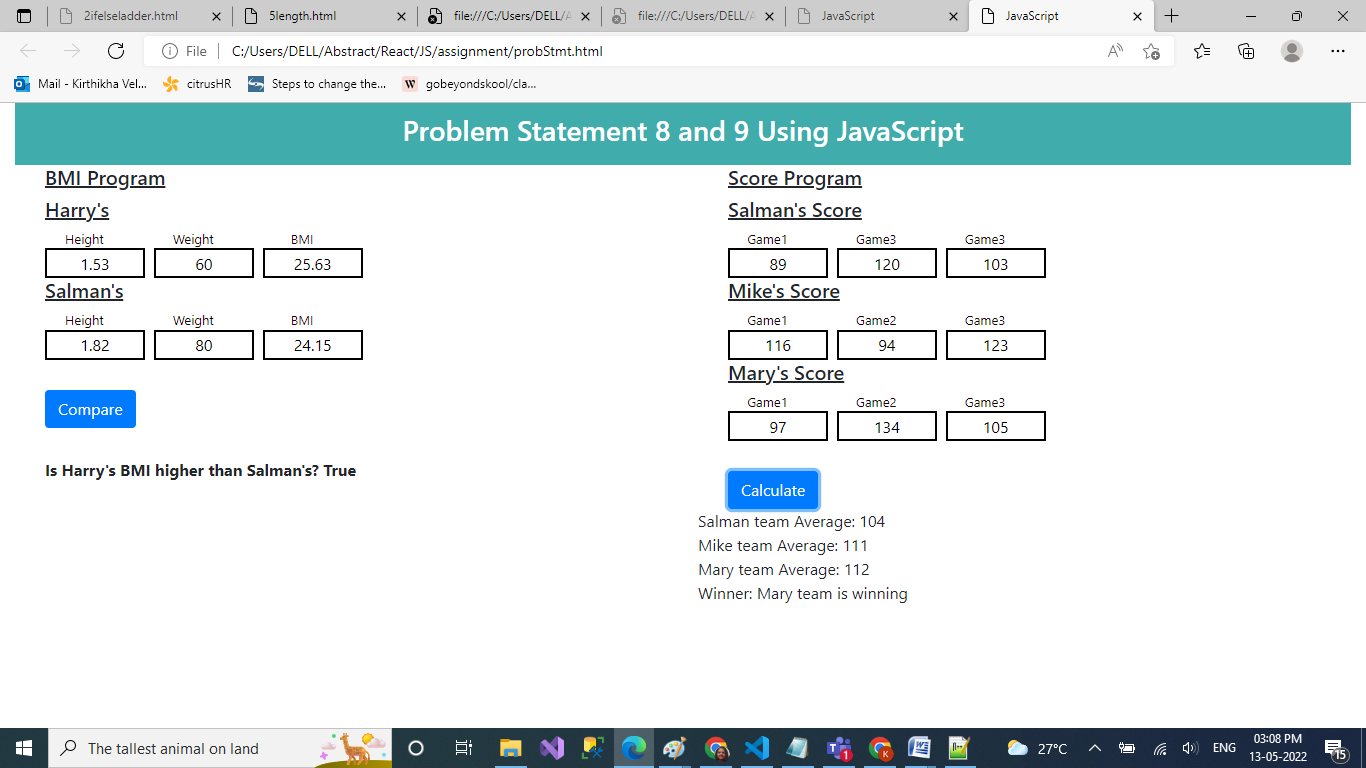 2ifelseladder.html
5length.html
file:///C:/Users/DELL/A
file:///C:/Users/DELL/A
JavaScript
JavaScript
File
C:/Users/DELL/Abstract/React/JS/assignment/probStmt.html
Mail - Kirthikha Vel...
citrusHR
Steps to change the...
W gobeyondskool/cla...
Problem Statement 8 and 9 Using JavaScript
BMI Program
Harry's
Height Weight BMI
1.53 60 25.63
Salman's
Height Weight BMI
1.82 80 24.15
Compare
Is Harry's BMI higher than Salman's? True
Score Program
Salman's Score
Game1 Game3 Game3
89 120 103
Mike's Score
Game1 Game2 Game3
116 94 123
Mary's Score
Game1 Game2 Game3
97 134 105
Calculate
Salman team Average: 104
Mike team Average: 111
Mary team Average: 112
Winner: Mary team is winning
The tallest animal on land
27°C
ENG
03:08 PM
13-05-2022
15